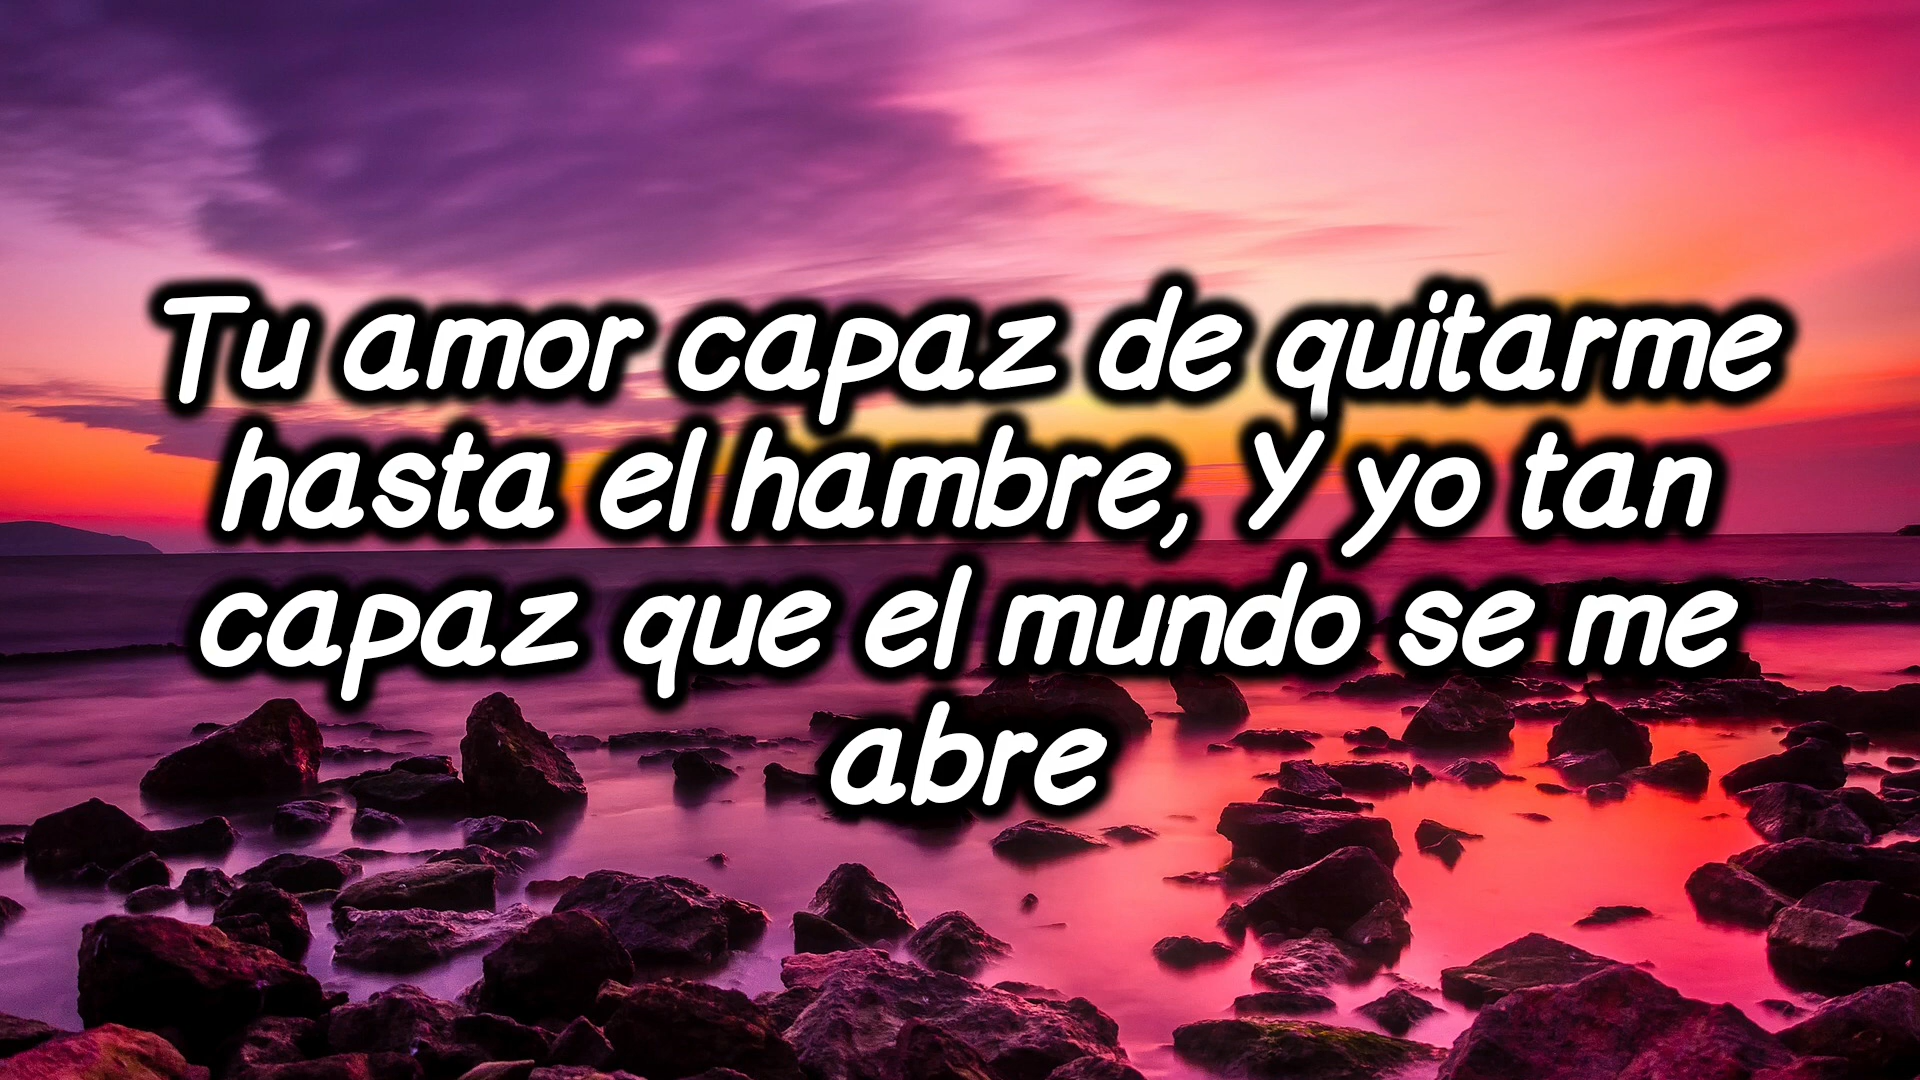 Tu amor capaz de quitarme
hasta el hambre, Y yo tan
capaz que el mundo se me
abre